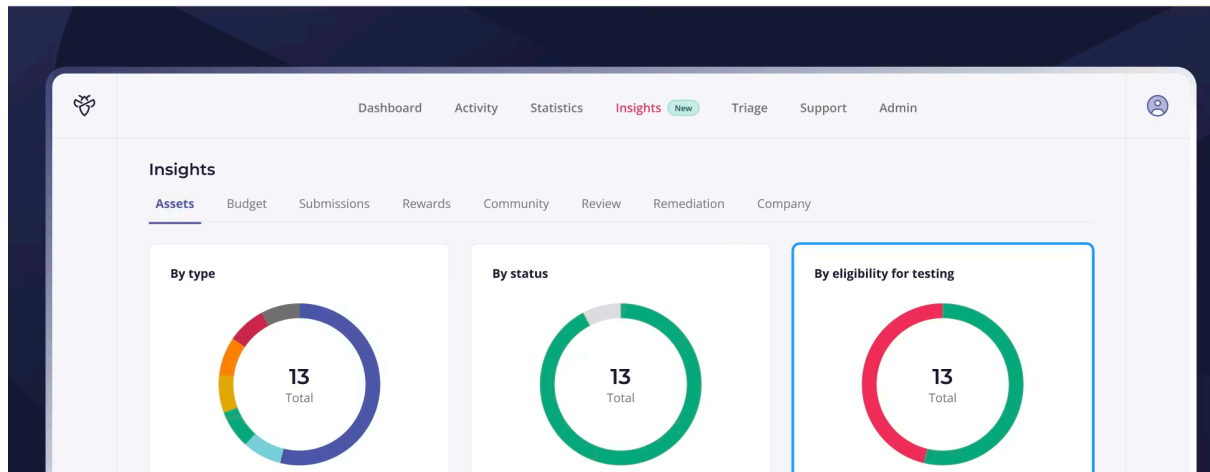 Dashboard Activity Statistics Insights New Triage Support Admin
Insights
Assets Budget Submissions Rewards Community Review Remediation Company
By type
By status
By eligibility for testing
13
Total
13
Total
13
Total